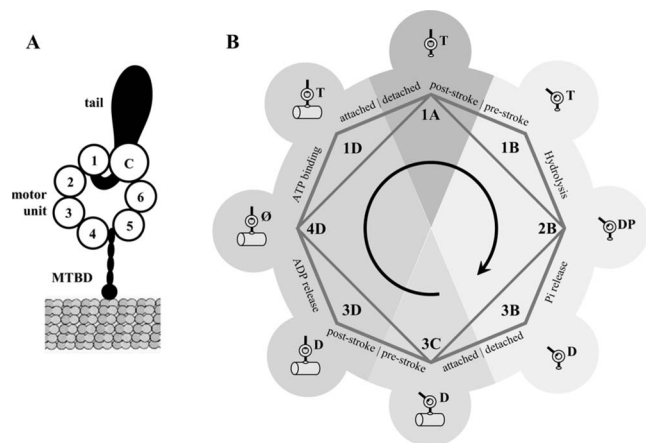 A
tail
1
C
2
6
motor
unit
3
4
5
MTBD
B
T
T
T
attached
detached
post-stroke
pre-stroke
1A
1D
1B
ATP binding
Hydrolysis
Ø
4D
2B
DP
ADP release
Pi release
3D
3B
3C
D
post-stroke
pre-stroke
attached
detached
D
D